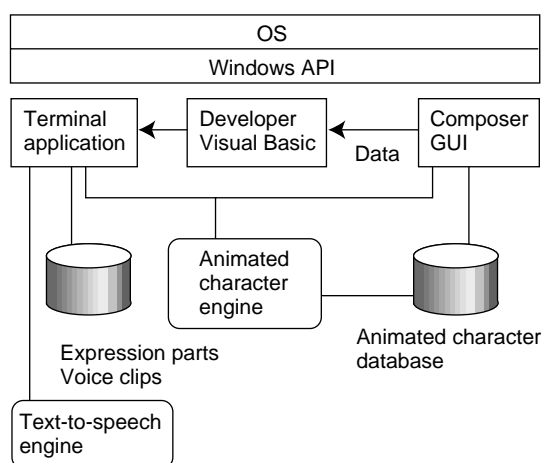 OS
Windows API
Terminal
application
Developer
Visual Basic
Composer
GUI
Data
Animated
character
engine
Expression parts
Voice clips
Animated character
database
Text-to-speech
engine